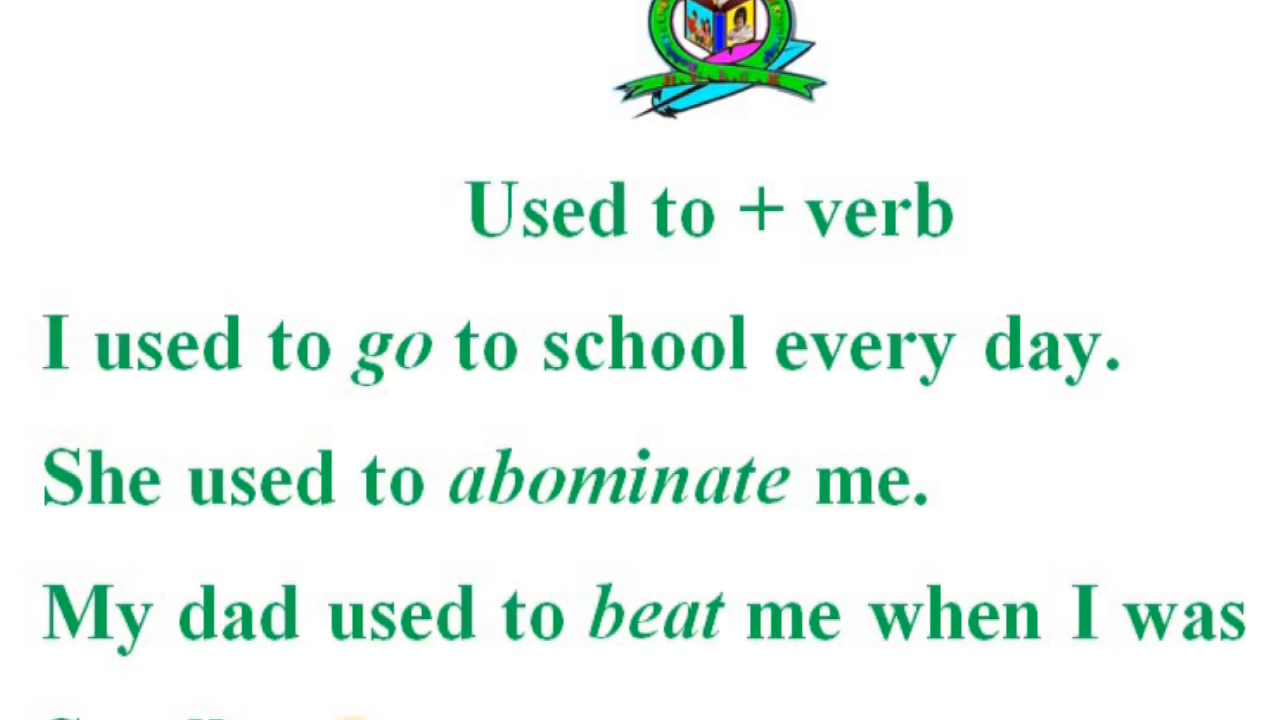 Used to + verb
I used to go to school every day.
She used to abominate me.
My dad used to beat me when I was